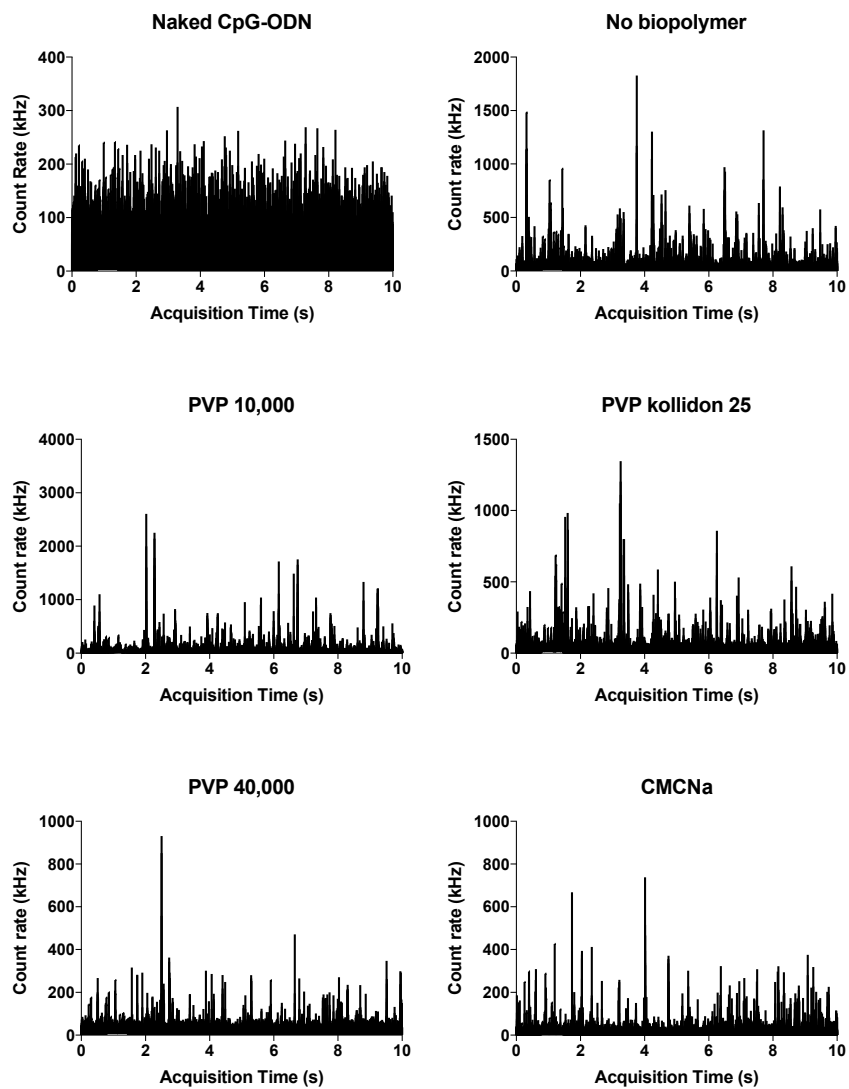 Naked CpG-ODN
400
300
200
100
0
Count Rate (kHz)
0 2 4 6 8 10
Acquisition Time (s)
No biopolymer
2000
1500
1000
500
0
Count rate (kHz)
0 2 4 6 8 10
Acquisition Time (s)
PVP 10,000
4000
3000
2000
1000
0
Count rate (kHz)
0 2 4 6 8 10
Acquisition Time (s)
PVP kollidon 25
1500
1000
500
0
Count rate (kHz)
0 2 4 6 8 10
Acquisition Time (s)
PVP 40,000
1000
800
600
400
200
0
Count rate (kHz)
0 2 4 6 8 10
Acquisition Time (s)
CMCNa
1000
800
600
400
200
0
Count rate (kHz)
0 2 4 6 8 10
Acquisition Time (s)